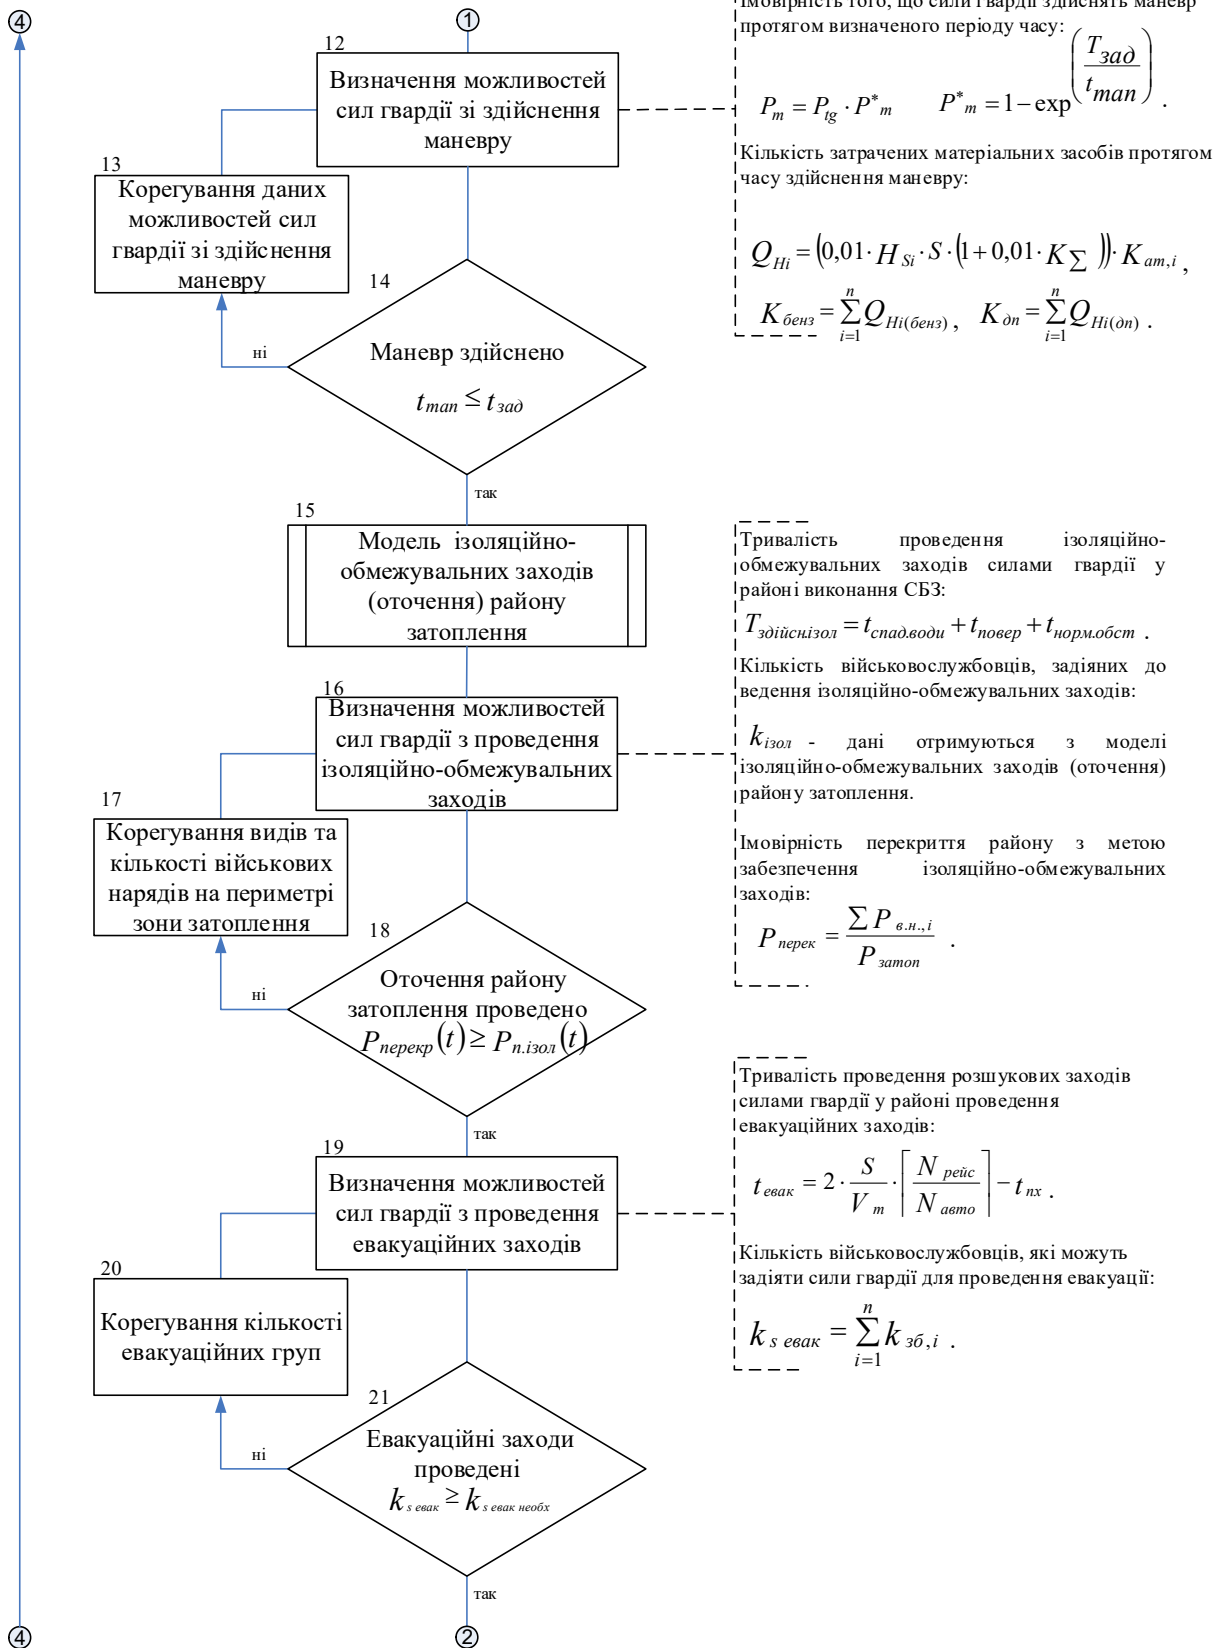 4
1
12
Визначення можливостей
сил гвардії зі здійснення
маневру
Імовірність того, що сили гвардії здійснять маневр
протягом визначеного періоду часу:
P_m = P_tg · P*_m P*_m = 1 − exp(T_зад / t_man) .
Кількість затрачених матеріальних засобів протягом
часу здійснення маневру:
Q_Hi = (0,01 · H_Si · S · (1 + 0,01 · K_Σ)) · K_am,i ,
K_бенз = ∑_{i=1}^{n} Q_Hi(бенз) , K_дп = ∑_{i=1}^{n} Q_Hi(дп) .
13
Корегування даних
можливостей сил
гвардії зі здійснення
маневру
14
Маневр здійснено
t_man ≤ t_зад
ні
так
15
Модель ізоляційно-
обмежувальних заходів
(оточення) району
затоплення
16
Визначення можливостей
сил гвардії з проведення
ізоляційно-обмежувальних
заходів
Тривалість проведення ізоляційно-
обмежувальних заходів силами гвардії у
районі виконання СБЗ:
T_здійсн.ізол = t_спад.води + t_повер + t_норм.обст .
Кількість військовослужбовців, задіяних до
ведення ізоляційно-обмежувальних заходів:
k_ізол - дані отримуються з моделі
ізоляційно-обмежувальних заходів (оточення)
району затоплення.
Імовірність перекриття району з метою
забезпечення ізоляційно-обмежувальних
заходів:
P_перек = ∑ P_в.н.,i / P_затоп .
17
Корегування видів та
кількості військових
нарядів на периметрі
зони затоплення
18
Оточення району
затоплення проведено
P_перекр(t) ≥ P_п.ізол(t)
ні
так
19
Визначення можливостей
сил гвардії з проведення
евакуаційних заходів
Тривалість проведення розшукових заходів
силами гвардії у районі проведення
евакуаційних заходів:
t_евак = 2 · S / V_m · ⌈N_рейс / N_авто⌉ − t_пх .
Кількість військовослужбовців, які можуть
задіяти сили гвардії для проведення евакуації:
k_s евак = ∑_{i=1}^{n} k_зб,i .
20
Корегування кількості
евакуаційних груп
21
Евакуаційні заходи
проведені
k_s евак ≥ k_s евак необх
ні
так
4
2